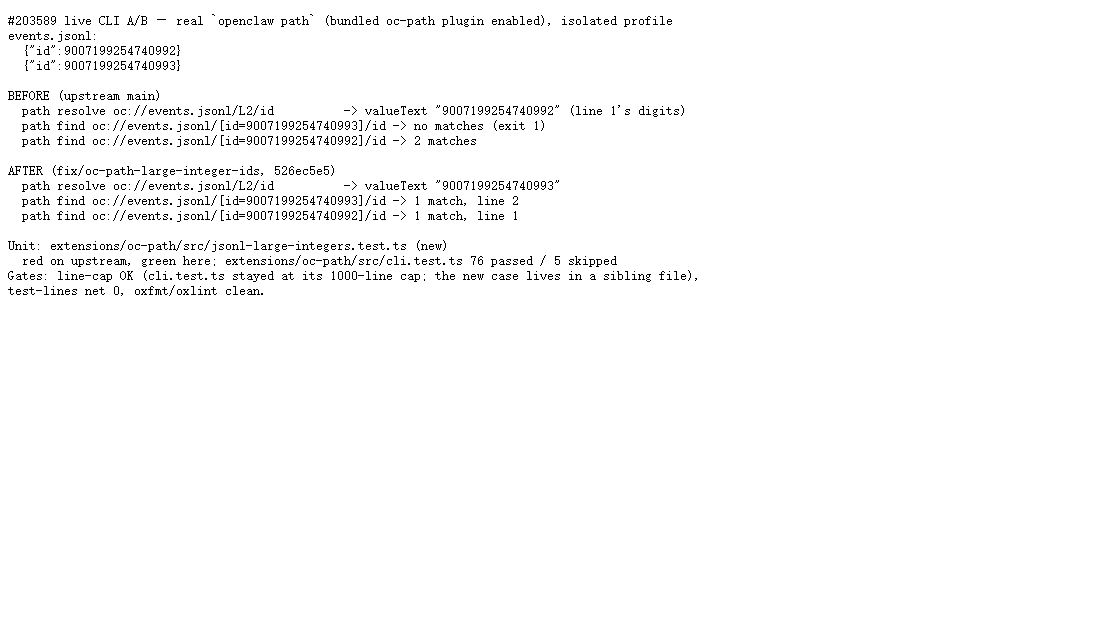 #203589 live CLI A/B — real `openclaw path` (bundled oc-path plugin enabled), isolated profile
events.jsonl:
  {"id":9007199254740992}
  {"id":9007199254740993}

BEFORE (upstream main)
  path resolve oc://events.jsonl/L2/id          -> valueText "9007199254740992" (line 1's digits)
  path find oc://events.jsonl/[id=9007199254740993]/id -> no matches (exit 1)
  path find oc://events.jsonl/[id=9007199254740992]/id -> 2 matches

AFTER (fix/oc-path-large-integer-ids, 526ec5e5)
  path resolve oc://events.jsonl/L2/id          -> valueText "9007199254740993"
  path find oc://events.jsonl/[id=9007199254740993]/id -> 1 match, line 2
  path find oc://events.jsonl/[id=9007199254740992]/id -> 1 match, line 1

Unit: extensions/oc-path/src/jsonl-large-integers.test.ts (new)
  red on upstream, green here; extensions/oc-path/src/cli.test.ts 76 passed / 5 skipped
Gates: line-cap OK (cli.test.ts stayed at its 1000-line cap; the new case lives in a sibling file),
test-lines net 0, oxfmt/oxlint clean.